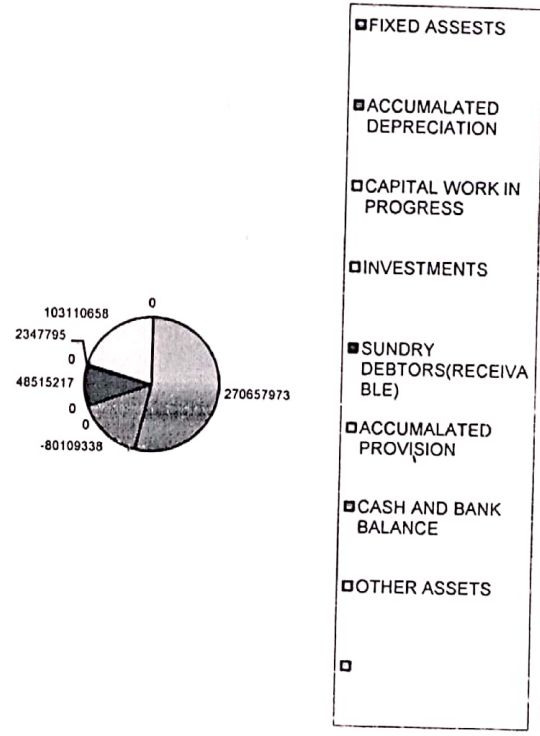 FIXED ASSESTS
ACCUMALATED
DEPRECIATION
CAPITAL WORK IN
PROGRESS
INVESTMENTS
SUNDRY
DEBTORS(RECEIVA
BLE)
ACCUMALATED
PROVISION
CASH AND BANK
BALANCE
OTHER ASSETS
0
103110658
2347795
0
48515217
0
0
-80109338
270657973